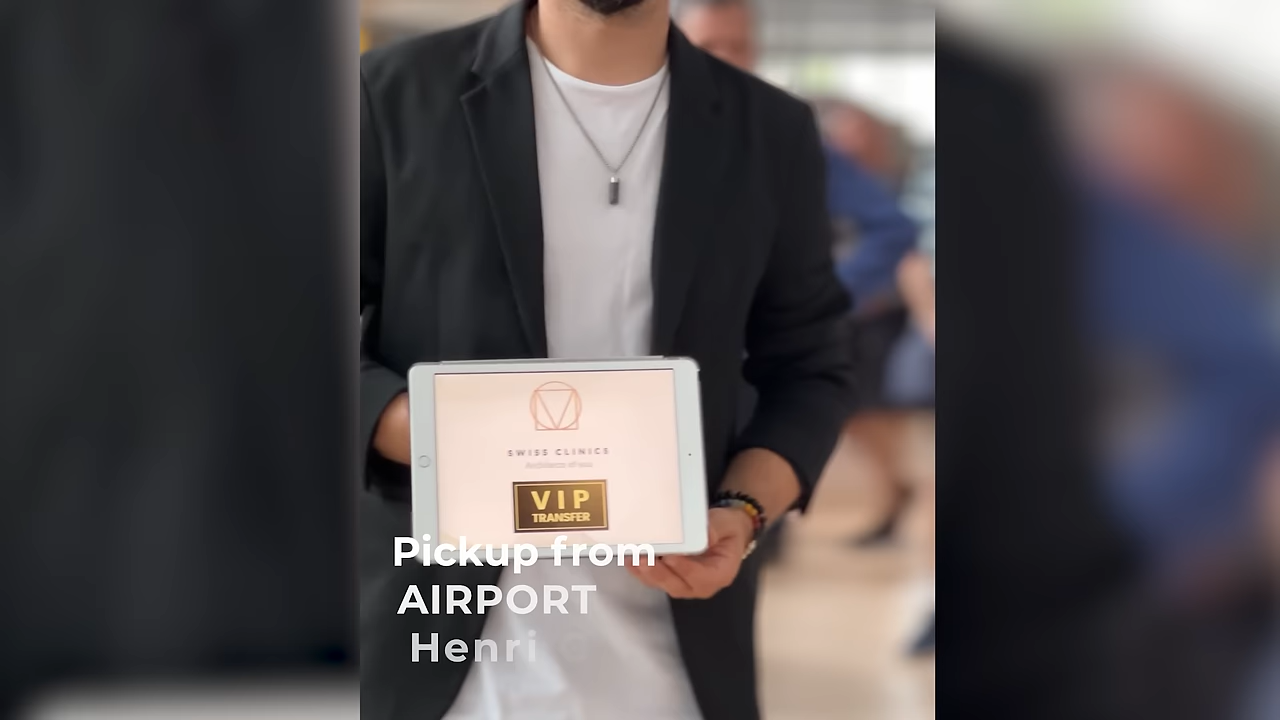 SWISS CLINICS
VIP
TRANSFER
Pickup from
AIRPORT
Henri